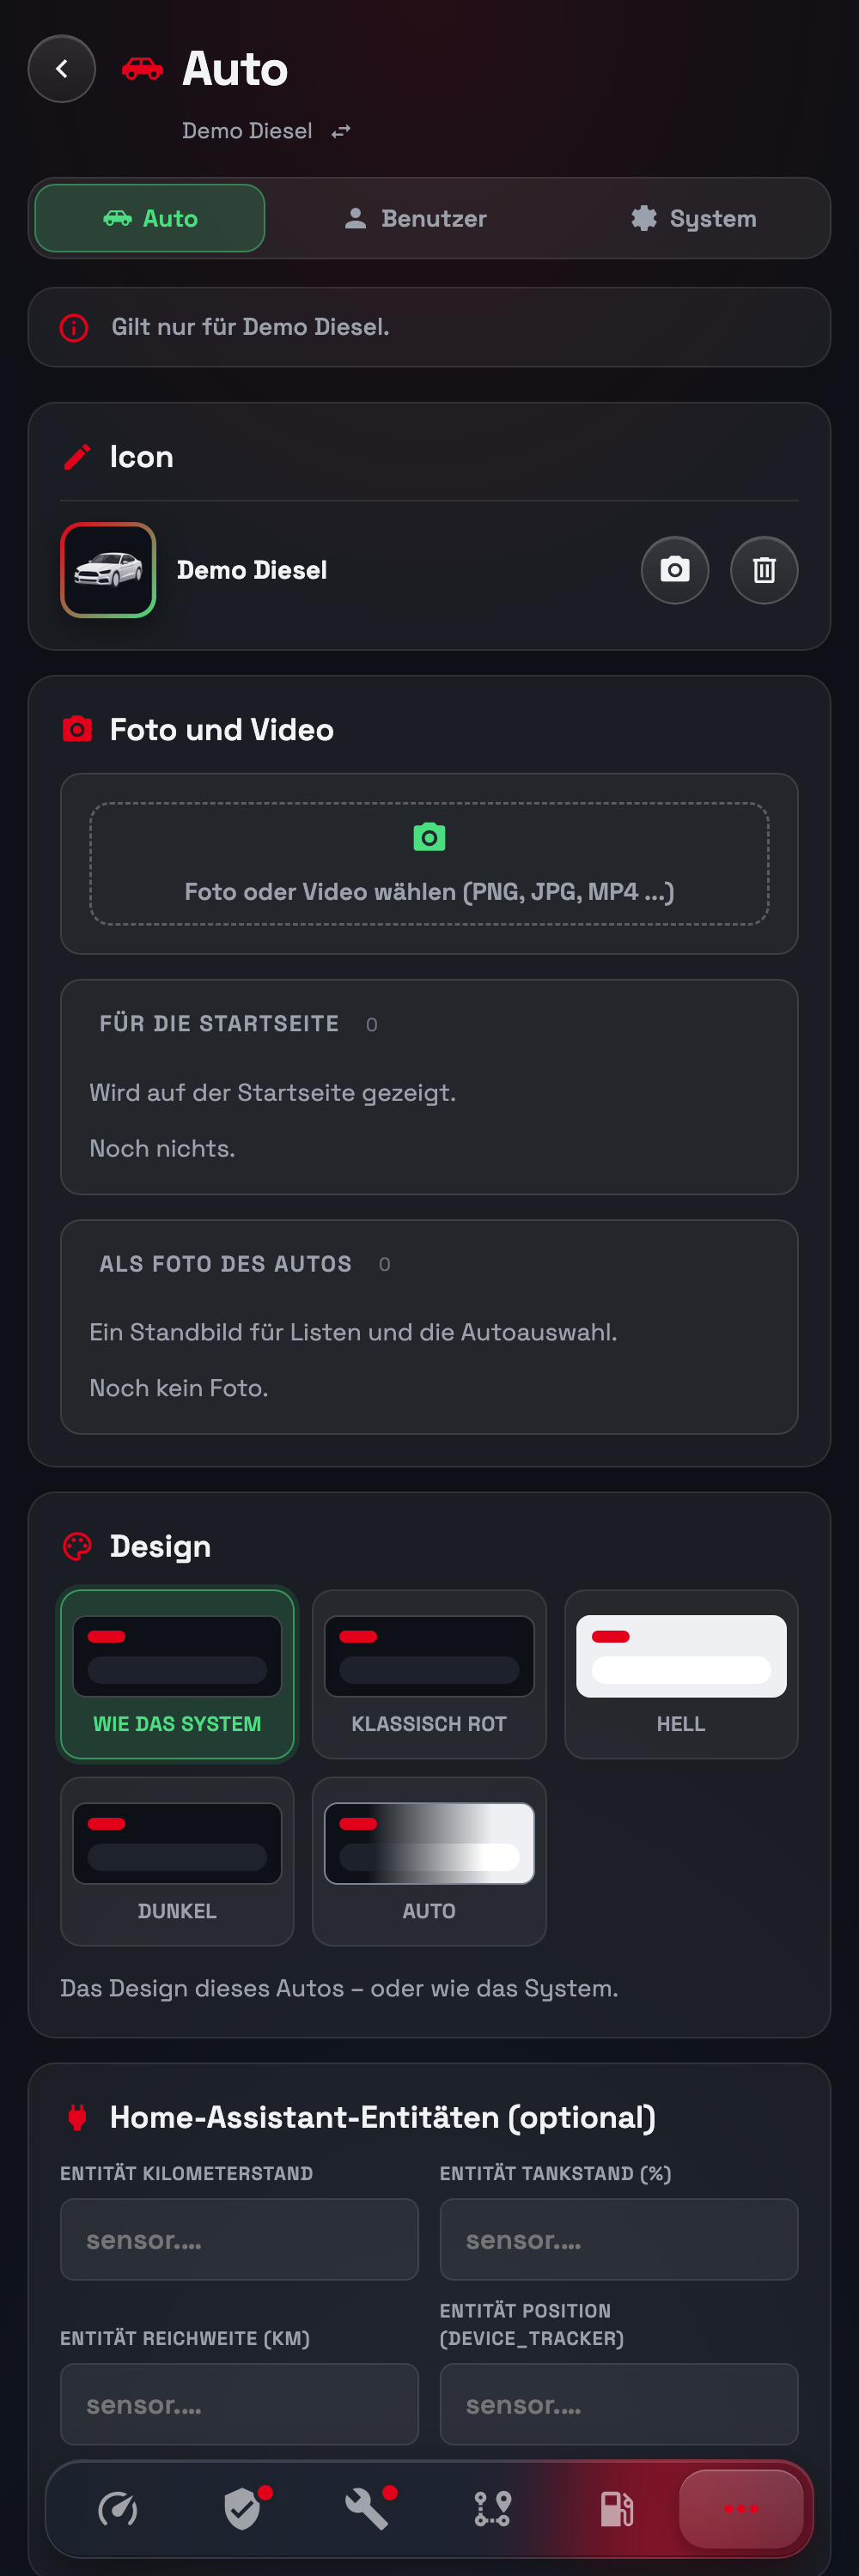 Auto
Demo Diesel
Auto
Benutzer
System
Gilt nur für Demo Diesel.
Icon
Demo Diesel
Foto und Video
Foto oder Video wählen (PNG, JPG, MP4 ...)
FÜR DIE STARTSEITE 0
Wird auf der Startseite gezeigt.
Noch nichts.
ALS FOTO DES AUTOS 0
Ein Standbild für Listen und die Autoauswahl.
Noch kein Foto.
Design
WIE DAS SYSTEM
KLASSISCH ROT
HELL
DUNKEL
AUTO
Das Design dieses Autos – oder wie das System.
Home-Assistant-Entitäten (optional)
ENTITÄT KILOMETERSTAND
ENTITÄT TANKSTAND (%)
sensor....
sensor....
ENTITÄT REICHWEITE (KM)
ENTITÄT POSITION
(DEVICE_TRACKER)
sensor....
sensor....